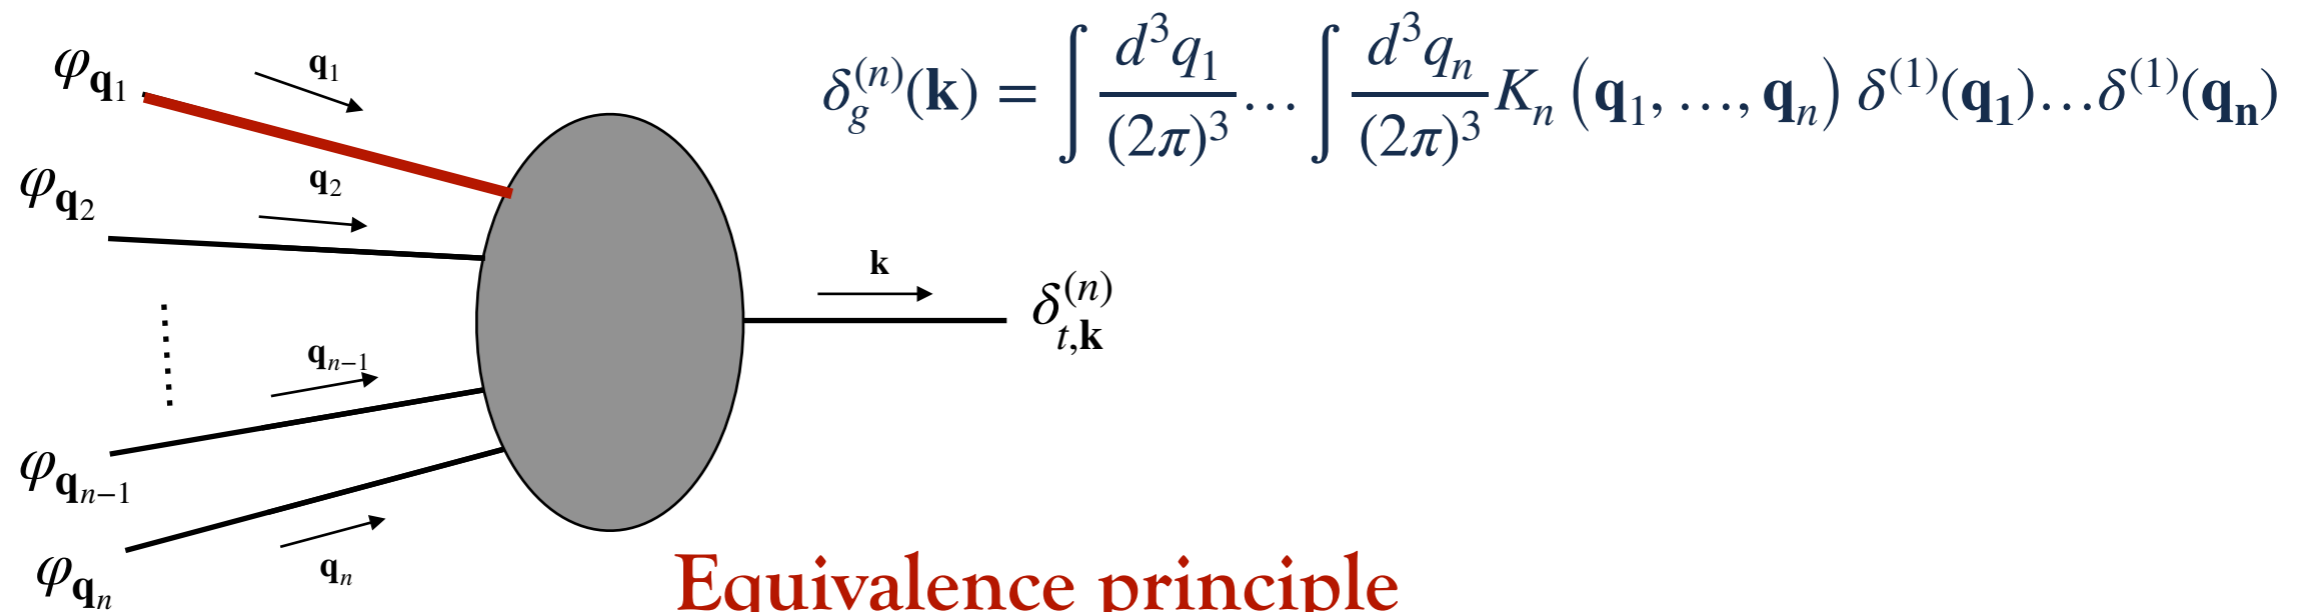 φ_{𝐪_1}
𝐪_1
δ_g^{(n)}(𝐤) = ∫ d^3q_1/(2π)^3 … ∫ d^3q_n/(2π)^3 K_n (𝐪_1, …, 𝐪_n) δ^{(1)}(𝐪_𝟏)…δ^{(1)}(𝐪_𝐧)
φ_{𝐪_2}
𝐪_2
𝐤
δ_{t,𝐤}^{(n)}
𝐪_{n−1}
φ_{𝐪_{n−1}}
φ_{𝐪_n}
𝐪_n
Equivalence principle